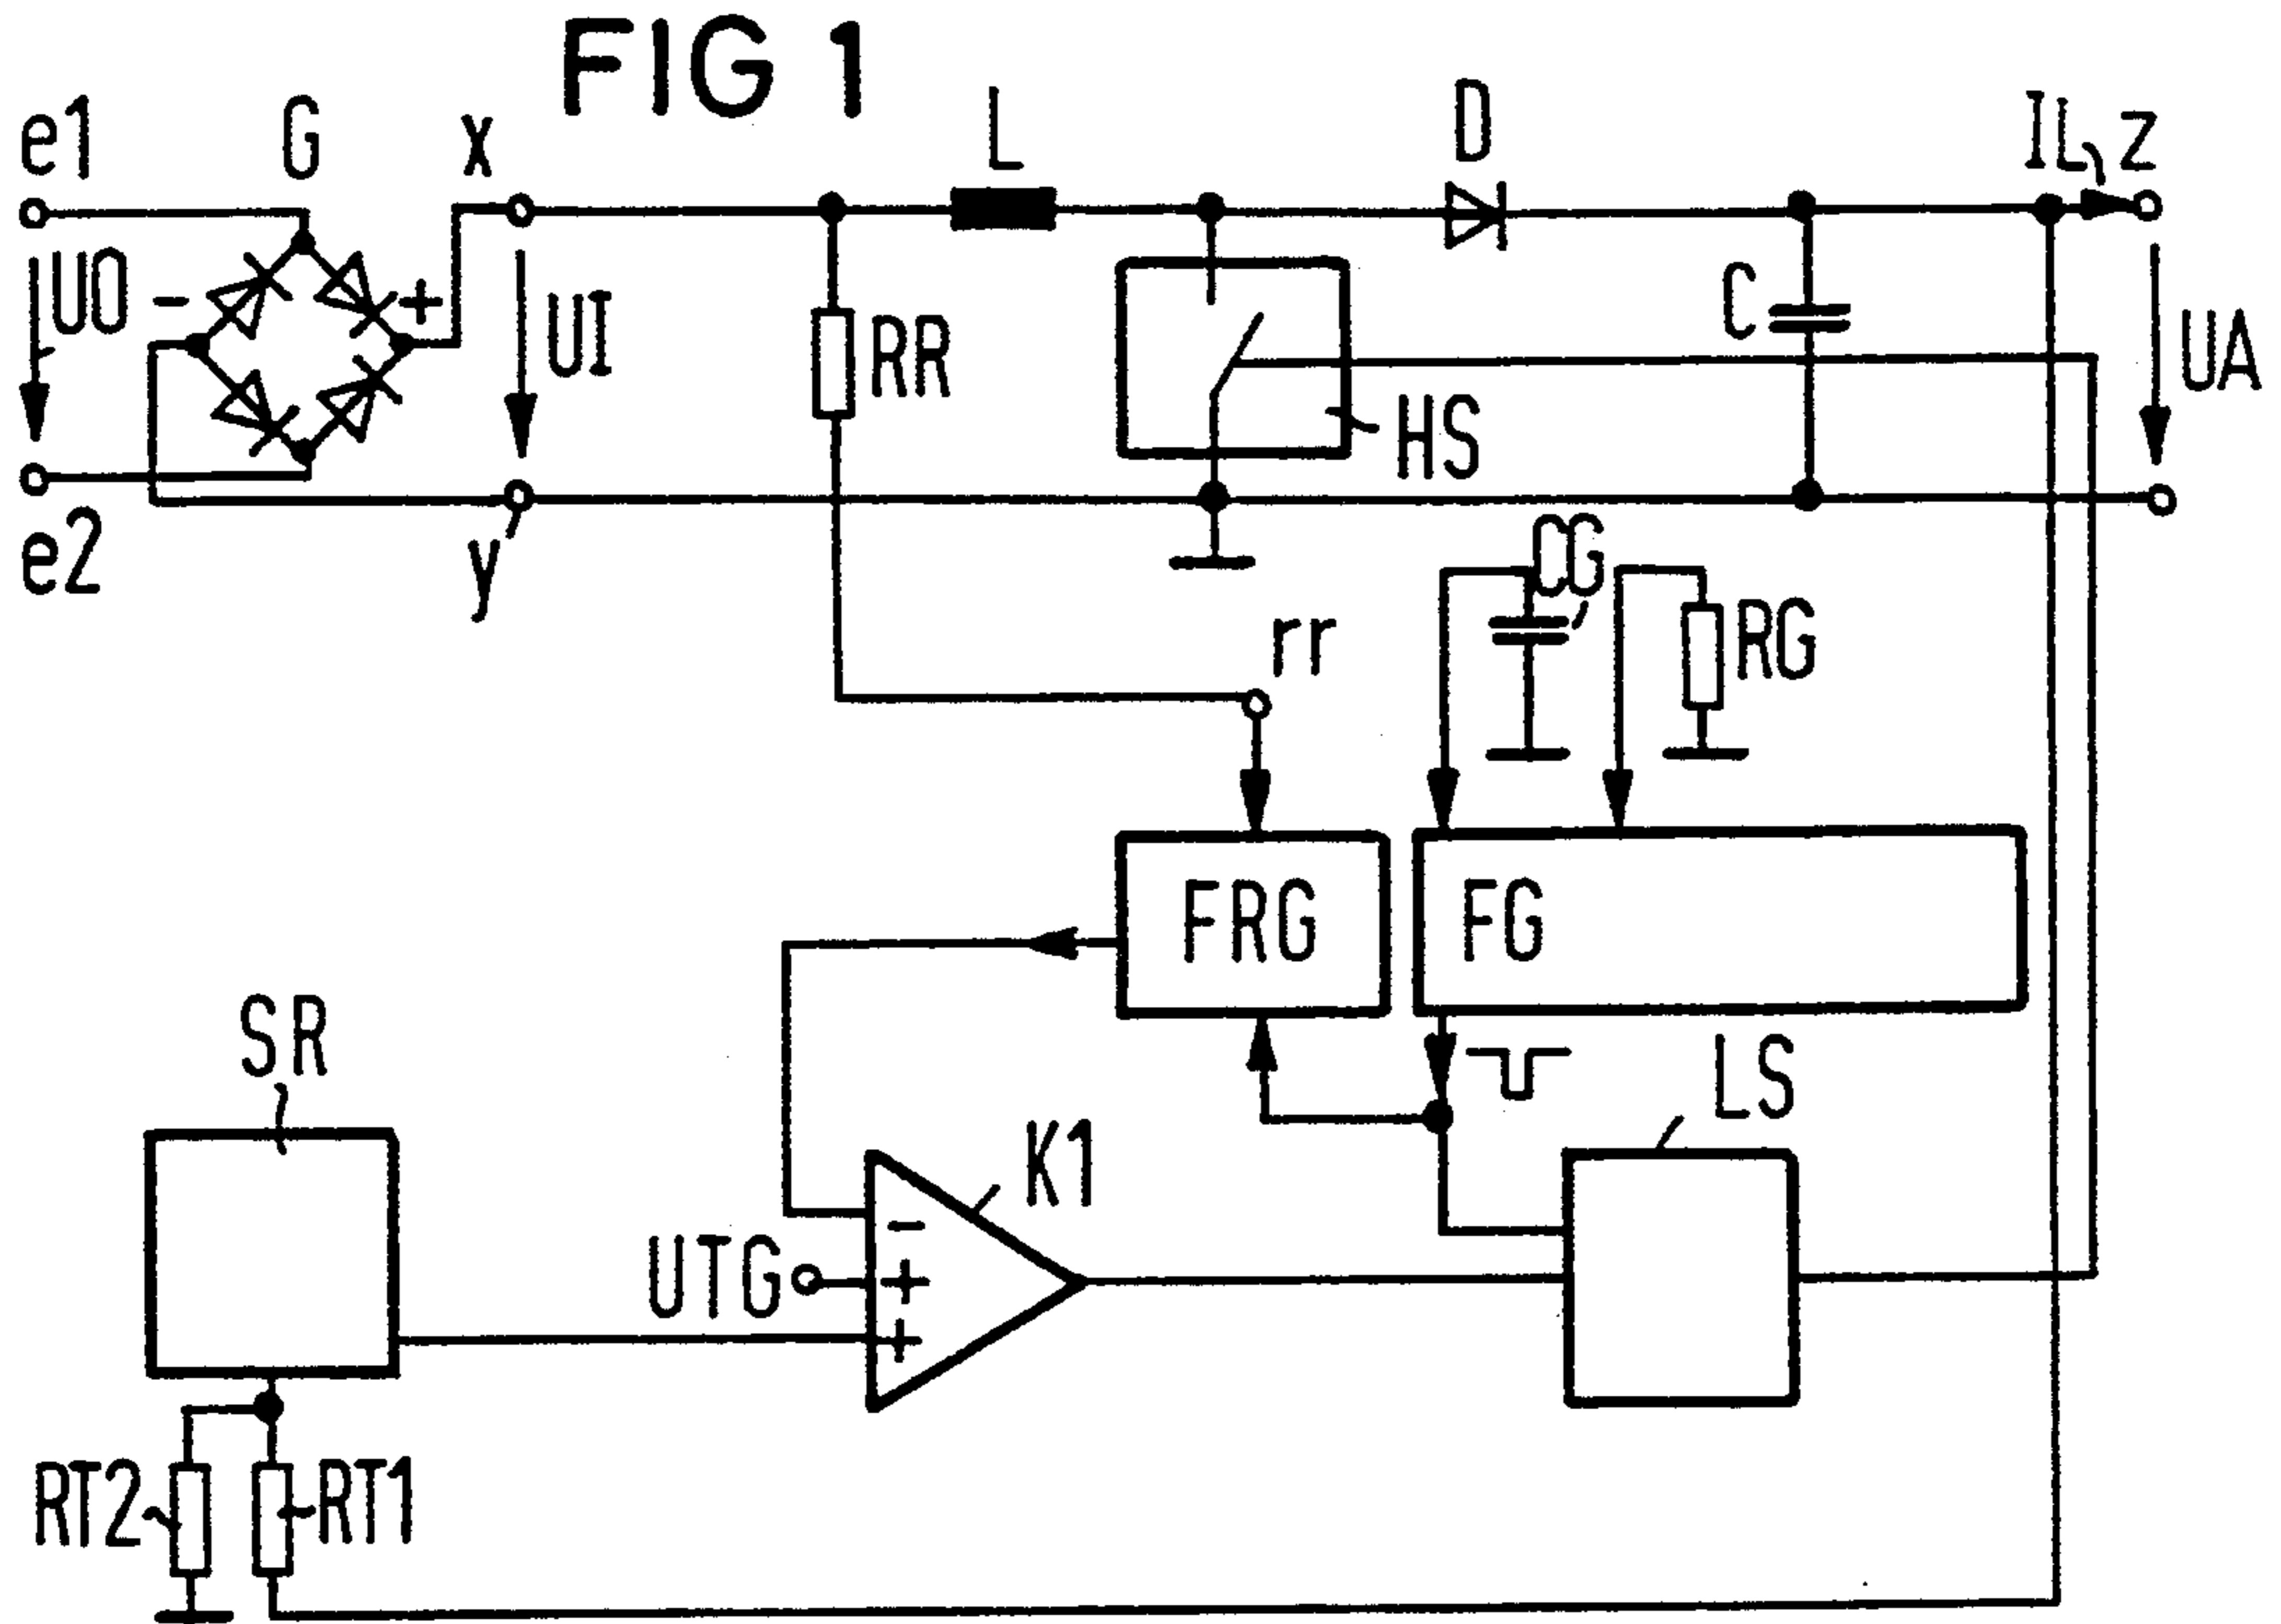 FIG 1
e1
G
x
L
D
IL
z
U0
-
+
UI
RR
C
UA
HS
e2
y
CG
RG
rr
FRG
FG
SR
LS
K1
-
UTG
+
+
RT2
RT1